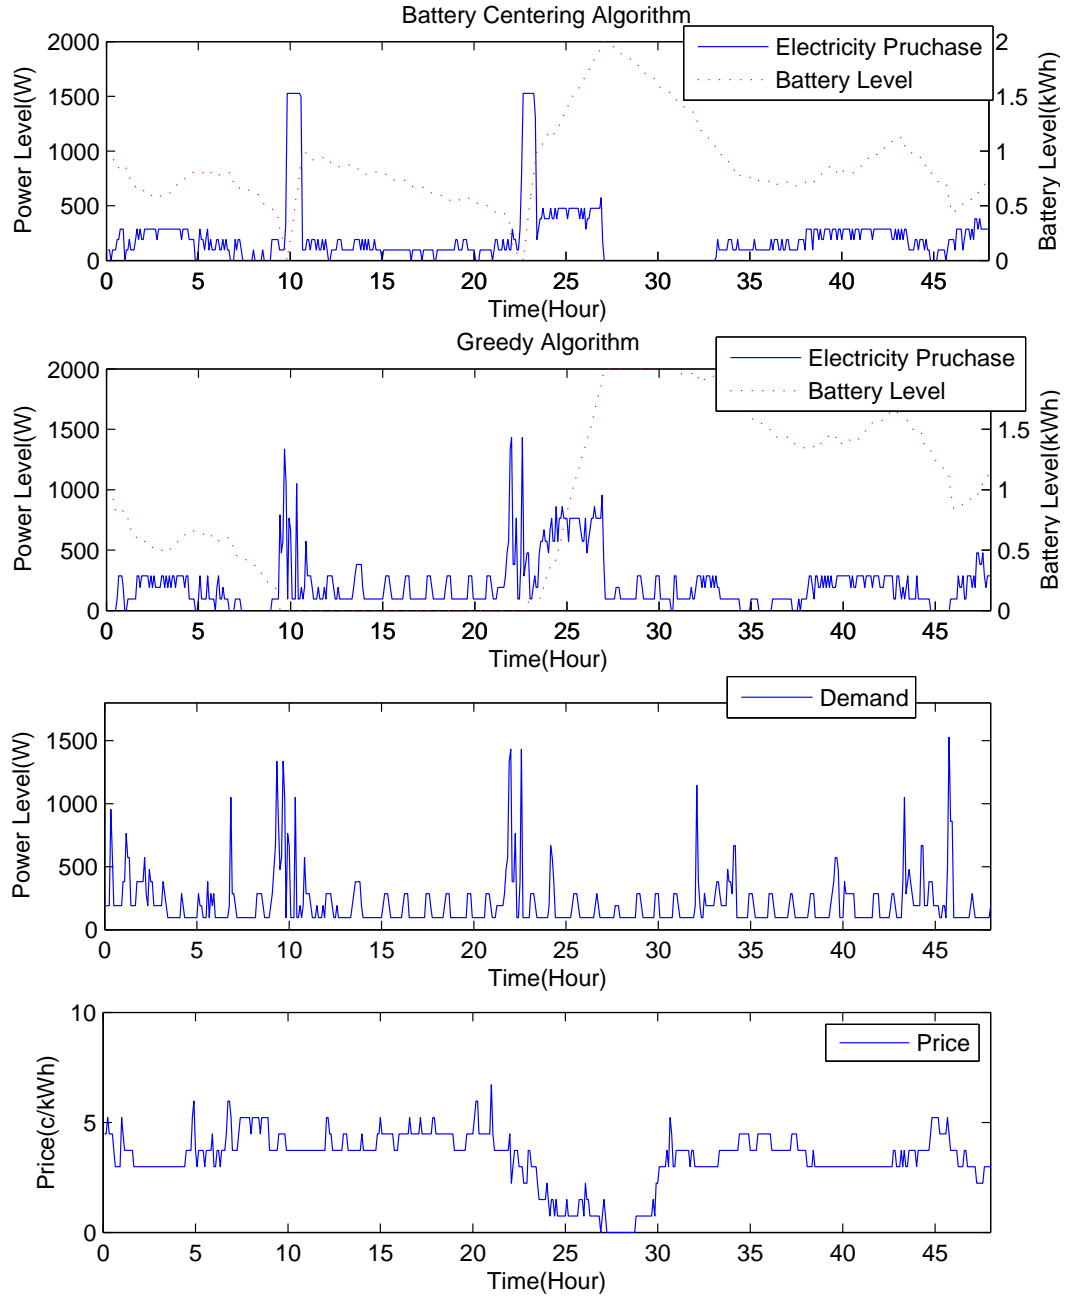 Battery Centering Algorithm
2000
1500
1000
500
0
Power Level(W)
Electricity Pruchase
Battery Level
2
1.5
1
0.5
0
Battery Level(kWh)
0 5 10 15 20 25 30 35 40 45
Time(Hour)
Greedy Algorithm
2000
1500
1000
500
0
Power Level(W)
Electricity Pruchase
Battery Level
1.5
1
0.5
0
Battery Level(kWh)
0 5 10 15 20 25 30 35 40 45
Time(Hour)
Demand
1500
1000
500
0
Power Level(W)
0 5 10 15 20 25 30 35 40 45
Time(Hour)
10
5
0
Price(c/kWh)
Price
0 5 10 15 20 25 30 35 40 45
Time(Hour)